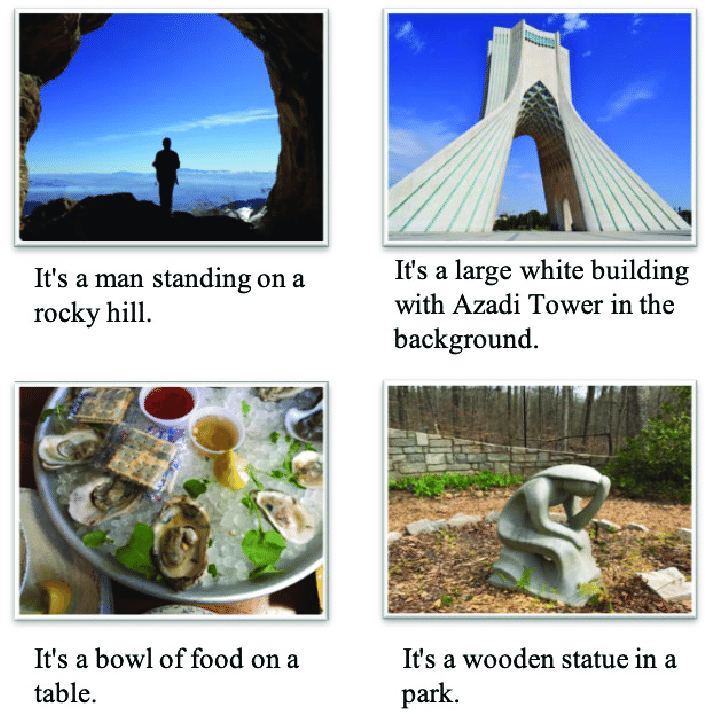 It's a man standing on a
rocky hill.
It's a large white building
with Azadi Tower in the
background.
It's a bowl of food on a
table.
It's a wooden statue in a
park.